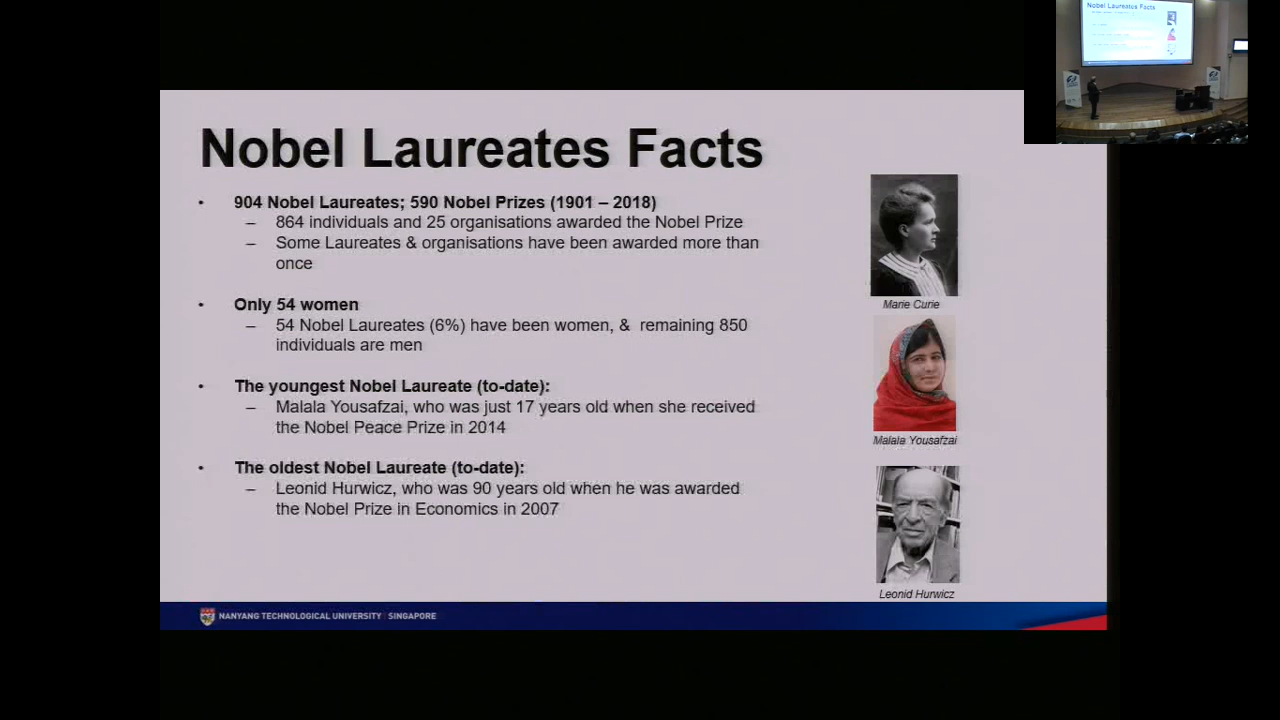 Nobel Laureates Facts
Nobel Laureates Facts
• 904 Nobel Laureates; 590 Nobel Prizes (1901 – 2018)
– 864 individuals and 25 organisations awarded the Nobel Prize
– Some Laureates & organisations have been awarded more than
once
Marie Curie
• Only 54 women
– 54 Nobel Laureates (6%) have been women, & remaining 850
individuals are men
• The youngest Nobel Laureate (to-date):
– Malala Yousafzai, who was just 17 years old when she received
the Nobel Peace Prize in 2014
Malala Yousafzai
• The oldest Nobel Laureate (to-date):
– Leonid Hurwicz, who was 90 years old when he was awarded
the Nobel Prize in Economics in 2007
Leonid Hurwicz
NANYANG TECHNOLOGICAL UNIVERSITY | SINGAPORE